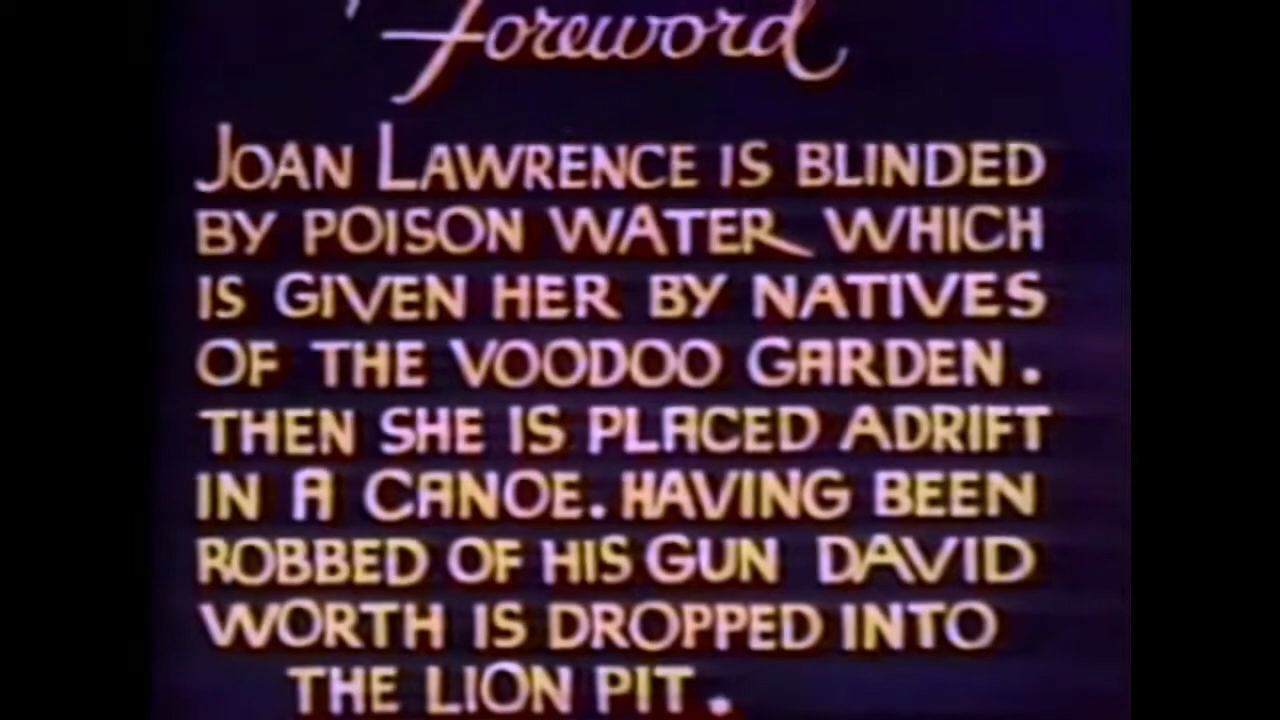 Foreword
JOAN LAWRENCE IS BLINDED
BY POISON WATER WHICH
IS GIVEN HER BY NATIVES
OF THE VOODOO GARDEN.
THEN SHE IS PLACED ADRIFT
IN A CANOE. HAVING BEEN
ROBBED OF HIS GUN DAVID
WORTH IS DROPPED INTO
THE LION PIT.